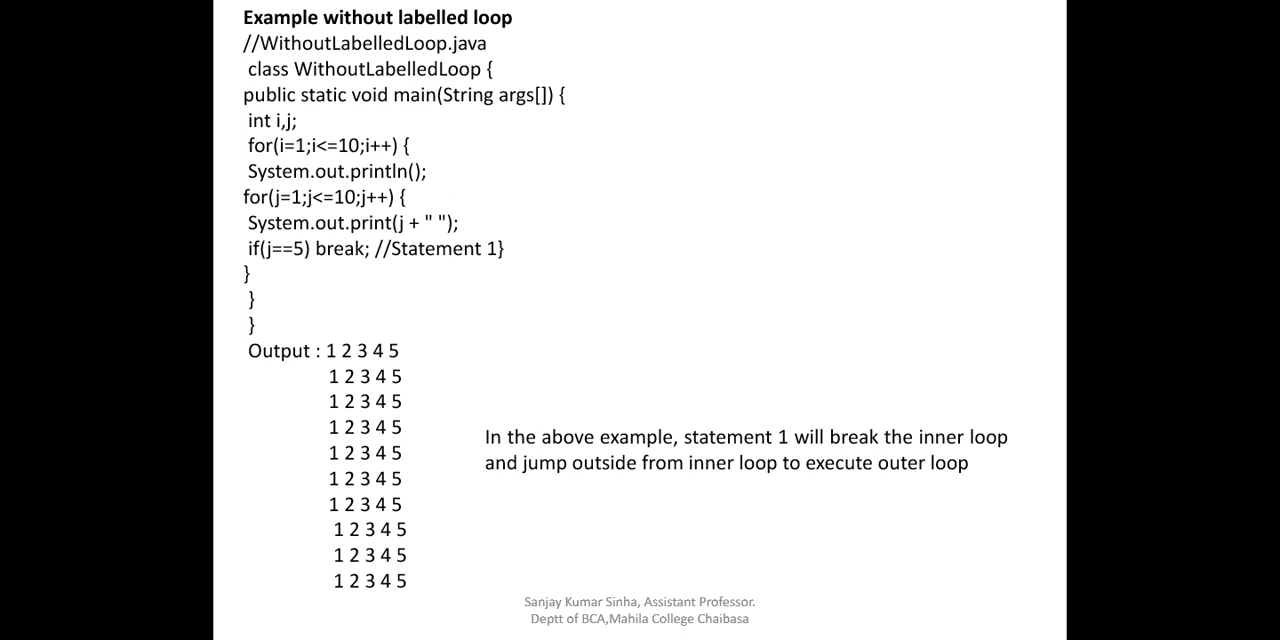 Example without labelled loop
//WithoutLabelledLoop.java
class WithoutLabelledLoop {
public static void main(String args[]) {
int i,j;
for(i=1;i<=10;i++) {
System.out.println();
for(j=1;j<=10;j++) {
System.out.print(j + " ");
if(j==5) break; //Statement 1}
}
}
}
Output : 1 2 3 4 5
1 2 3 4 5
1 2 3 4 5
1 2 3 4 5
1 2 3 4 5
1 2 3 4 5
1 2 3 4 5
1 2 3 4 5
1 2 3 4 5
1 2 3 4 5
In the above example, statement 1 will break the inner loop
and jump outside from inner loop to execute outer loop
Sanjay Kumar Sinha, Assistant Professor.
Deptt of BCA,Mahila College Chaibasa